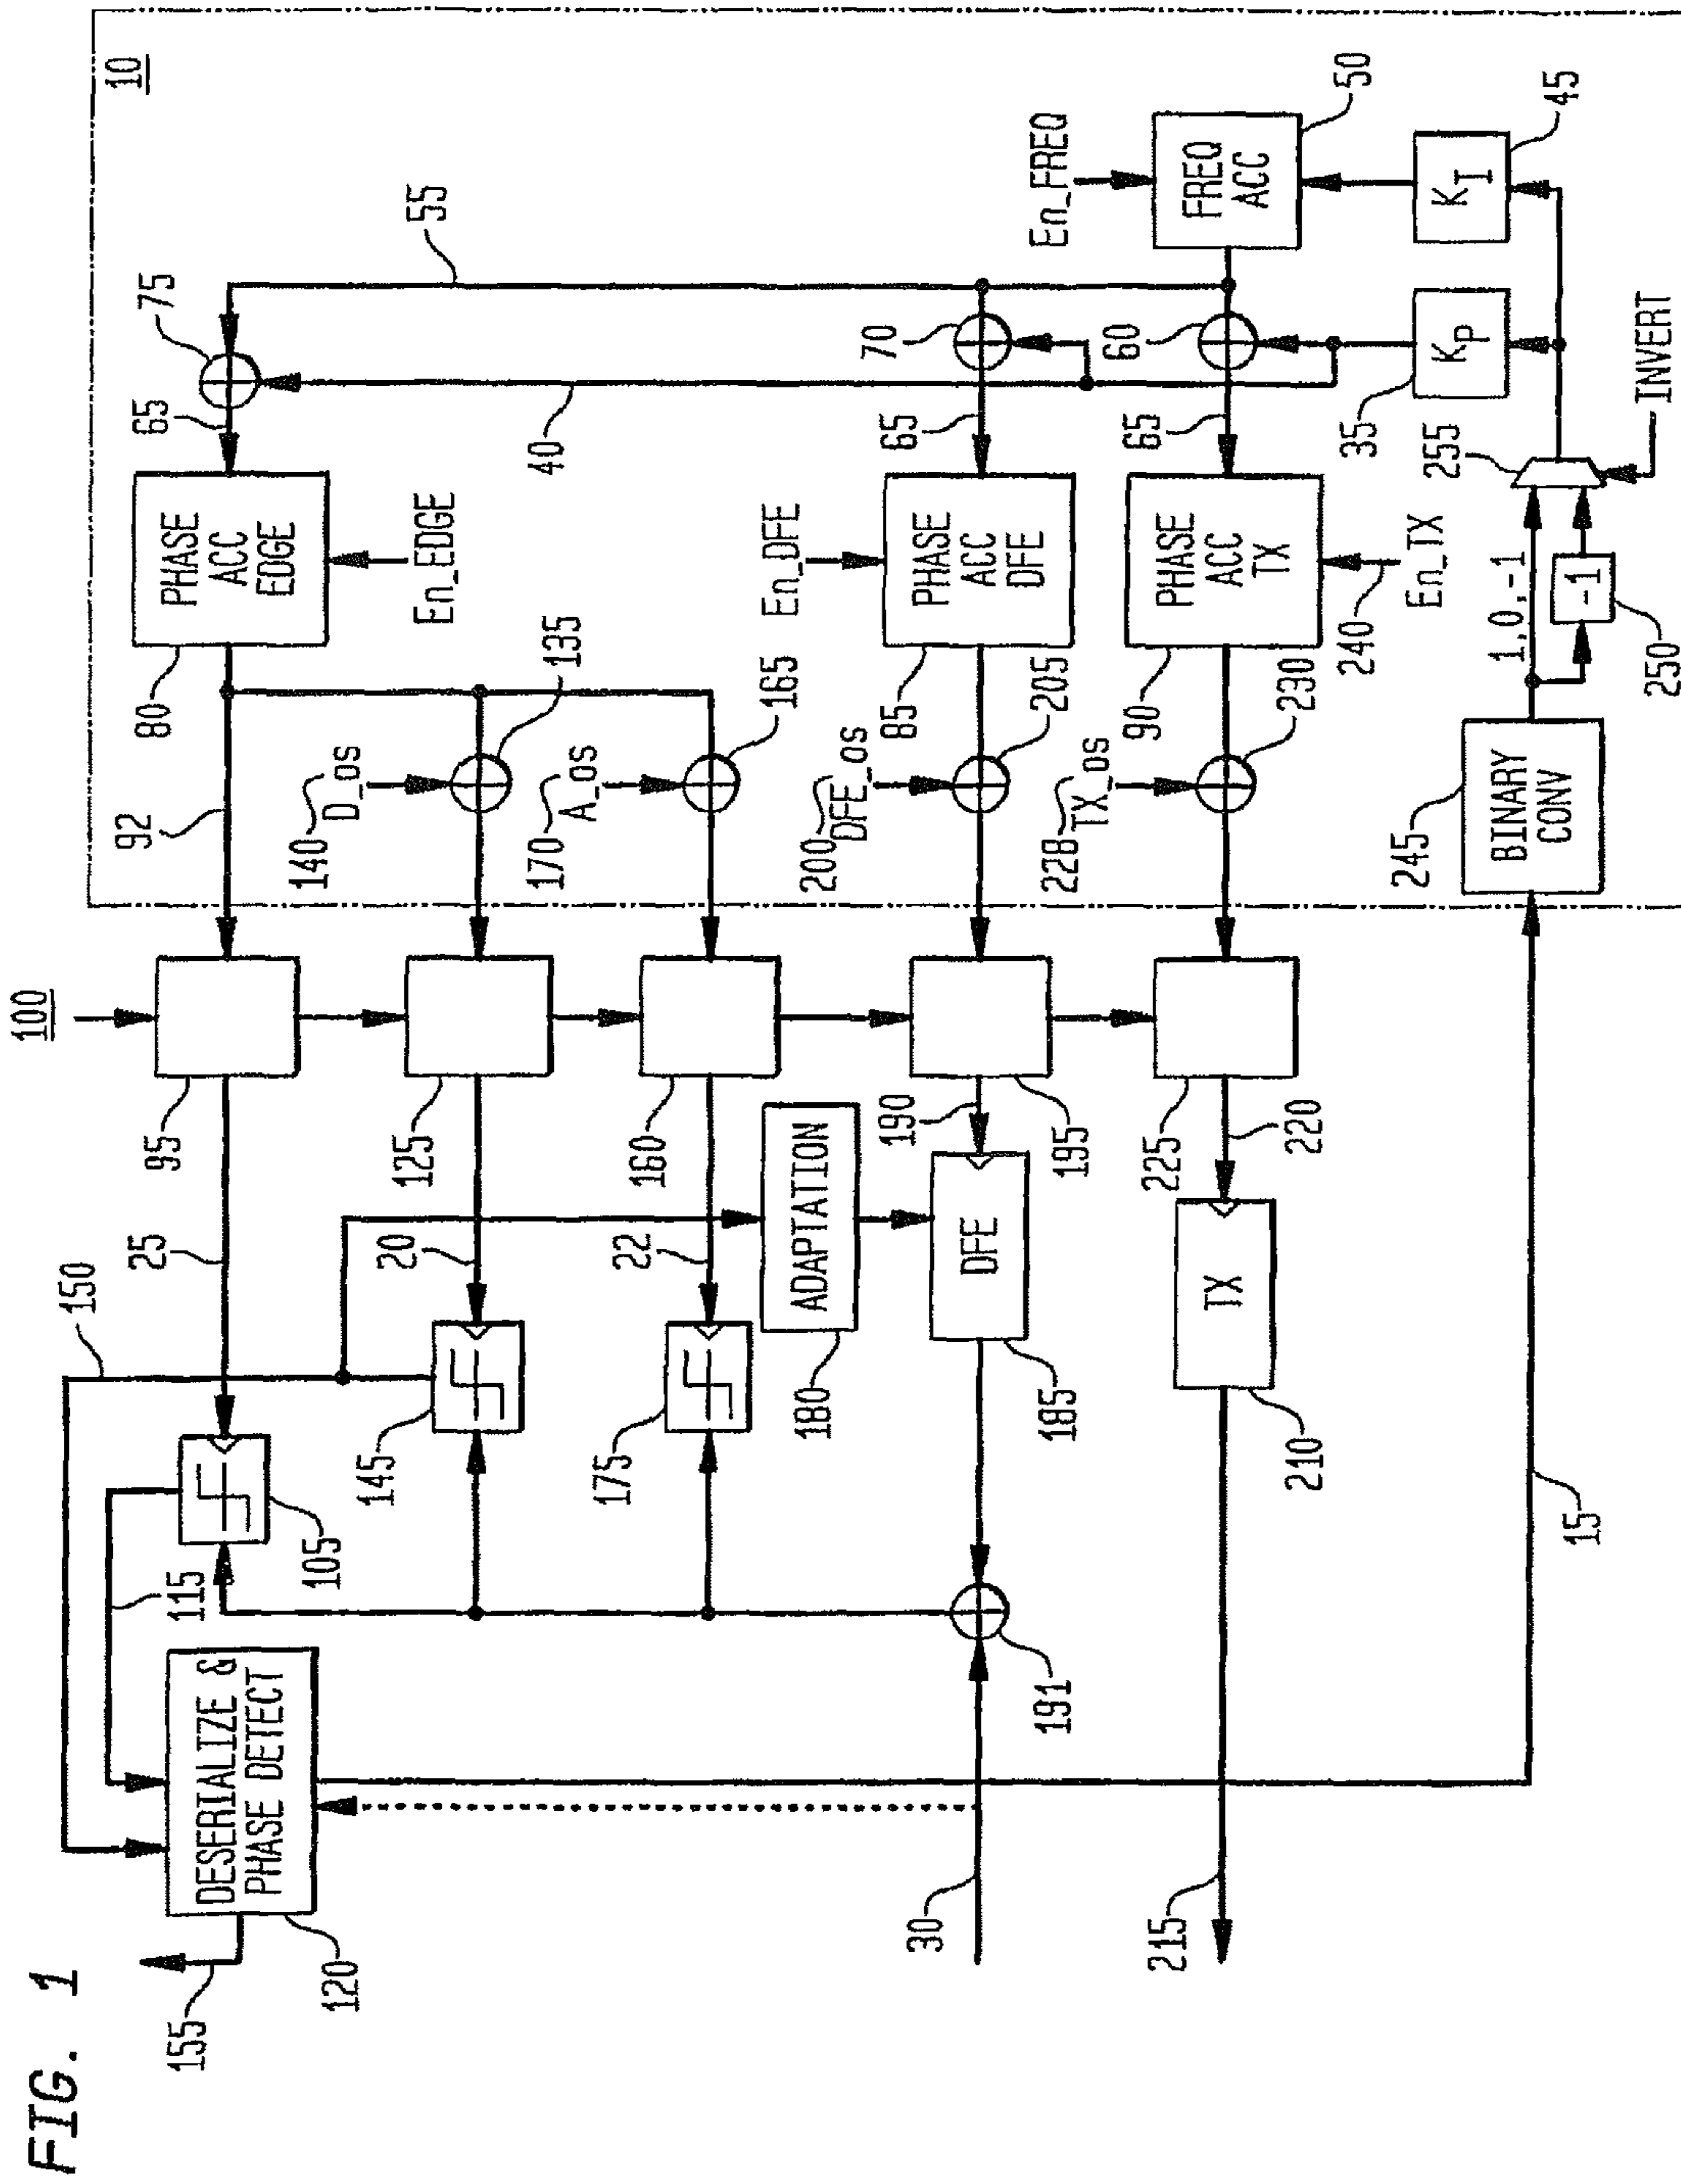 FIG. 1
100
10
155
DESERIALIZE &
PHASE DETECT
120
115
150
25
105
95
92
80
PHASE
ACC
EDGE
65
75
En_EDGE
55
140
D_os
135
145
20
125
40
170
A_os
165
175
22
160
ADAPTATION
180
En_DFE
200
DFE_os
205
85
PHASE
ACC
DFE
65
70
30
191
DFE
185
190
195
En_FREQ
228
TX_os
230
90
PHASE
ACC
TX
65
60
FREQ
ACC
50
215
TX
210
220
225
240
En_TX
35
KP
KI
45
15
245
BINARY
CONV
1,0,-1
-1
250
255
INVERT